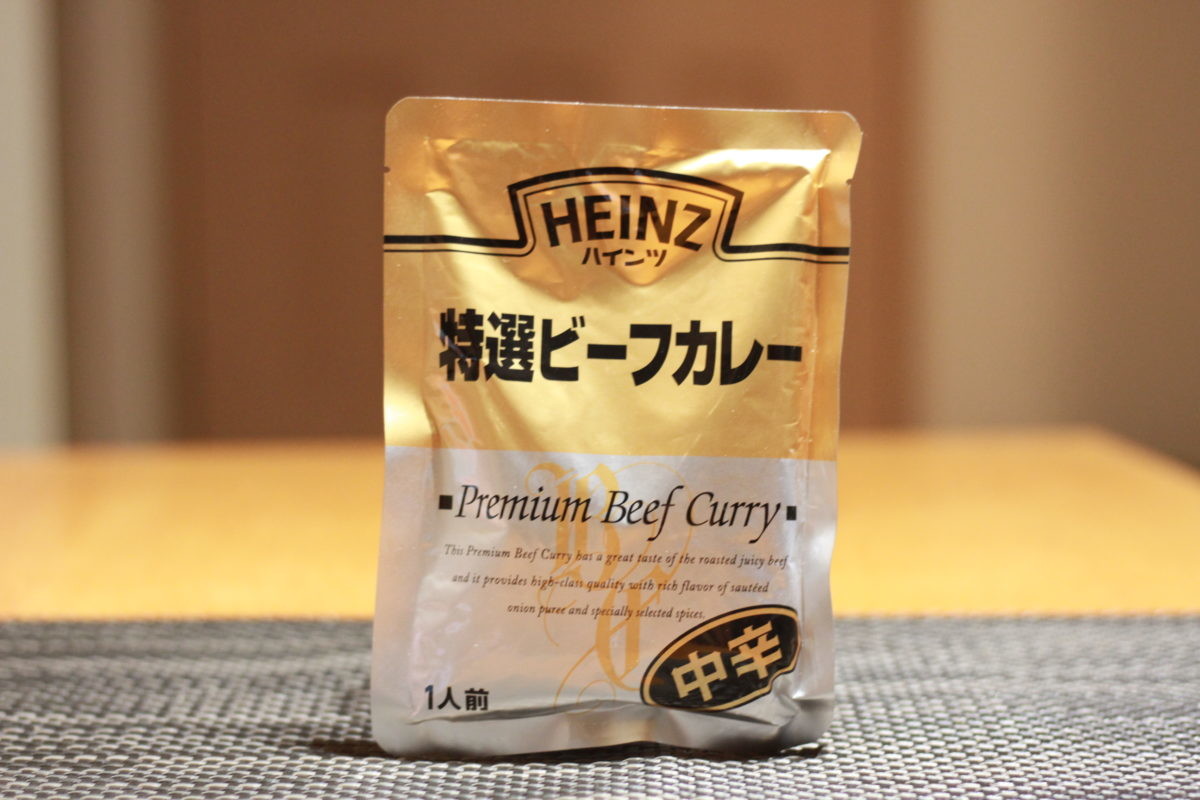 HEINZ
ハインツ
特選ビーフカレー
Premium Beef Curry
This Premium Beef Curry has a great taste of the roasted juicy beef
and it provides high-class quality with rich flavor of sautéed
onion puree and specially selected spices.
中辛
1人前